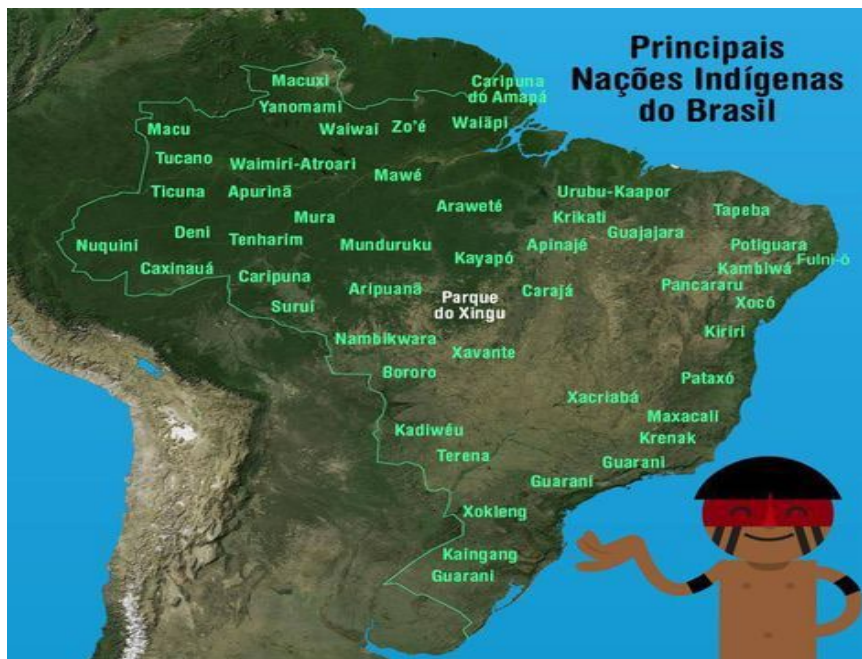 Principais
Nações Indígenas
do Brasil
Macuxi
Caripuna
do Amapá
Yanomami
Macu
Waiwai
Zo'é
Waiãpi
Tucano
Waimiri-Atroari
Mawé
Ticuna
Apurinã
Urubu-Kaapor
Araweté
Mura
Krikati
Tapeba
Deni
Tenharim
Guajajara
Nuquini
Munduruku
Apinajé
Potiguara
Kayapó
Fulni-ô
Caxinauá
Caripuna
Kambiwá
Aripuanã
Carajá
Pancararu
Parque
do Xingu
Xocó
Suruí
Nambikwara
Kiriri
Xavante
Bororo
Pataxó
Xacriabá
Maxacali
Kadiwéu
Krenak
Terena
Guarani
Guarani
Xokleng
Kaingang
Guarani